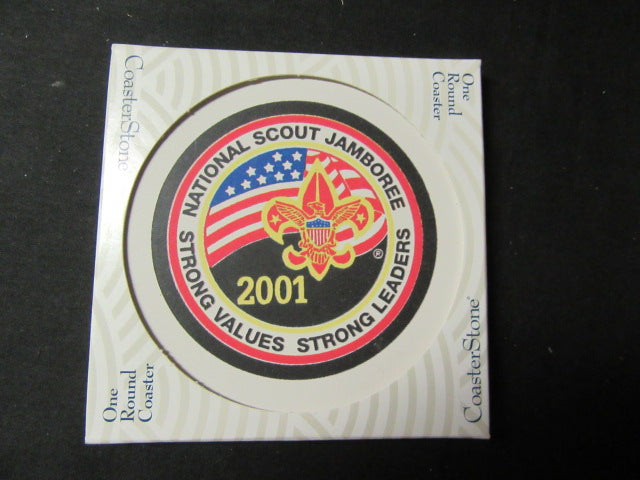 CoasterStone
One
Round
Coaster
NATIONAL SCOUT JAMBOREE
2001
®
STRONG VALUES STRONG LEADERS
One
Round
Coaster
CoasterStone®